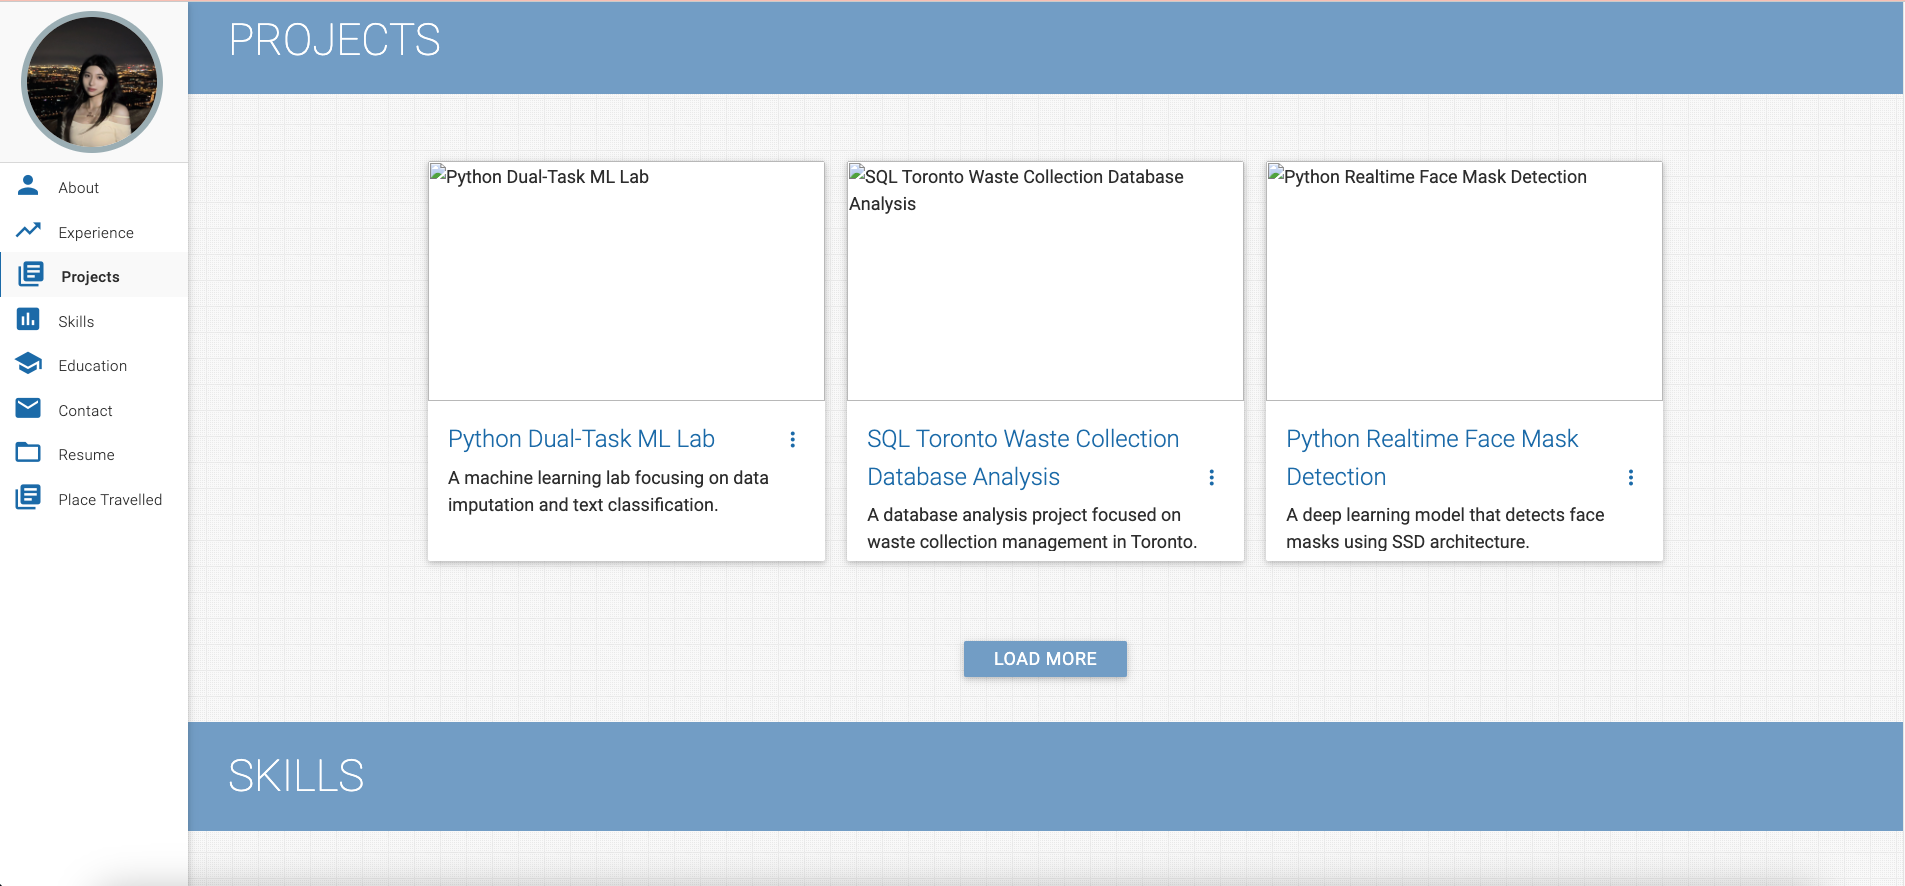 PROJECTS
About
Experience
Projects
Skills
Education
Contact
Resume
Place Travelled
Python Dual-Task ML Lab
SQL Toronto Waste Collection Database
Analysis
Python Realtime Face Mask Detection
Python Dual-Task ML Lab
A machine learning lab focusing on data
imputation and text classification.
SQL Toronto Waste Collection
Database Analysis
A database analysis project focused on
waste collection management in Toronto.
Python Realtime Face Mask
Detection
A deep learning model that detects face
masks using SSD architecture.
LOAD MORE
SKILLS